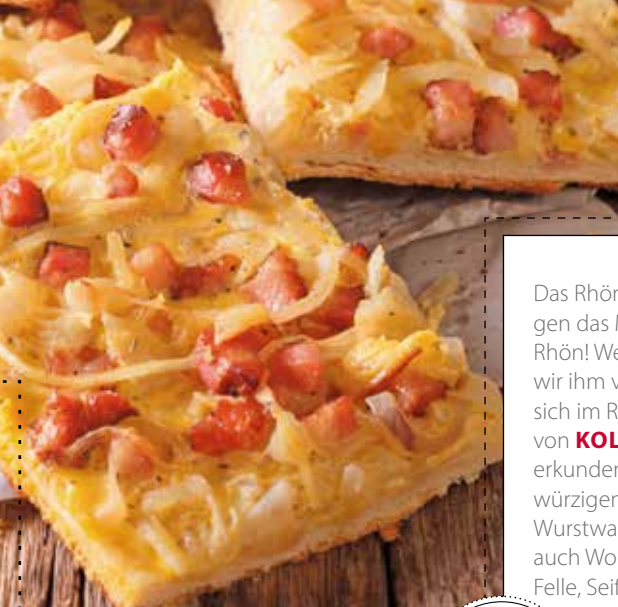 Das Rhön
gen das
Rhön! We
wir ihm v
sich im R
von KOL
erkunden
würziger
Wurstwa
auch Wo
Felle, Seif